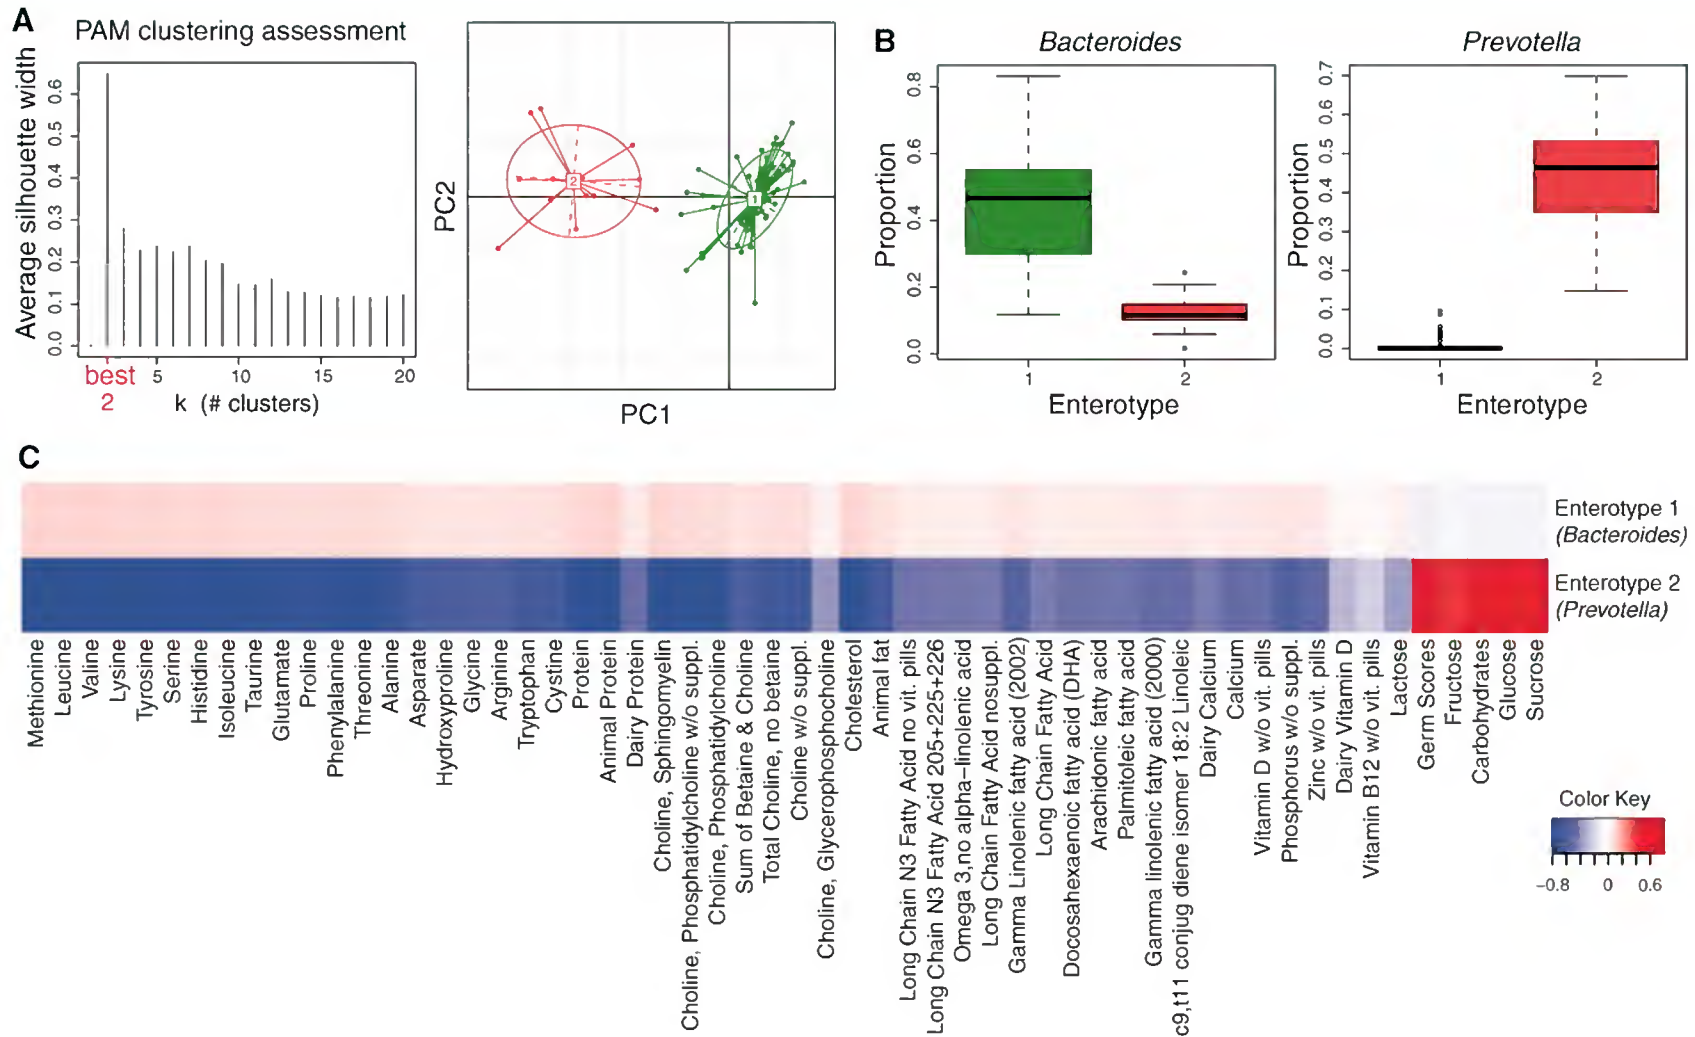 A
PAM clustering assessment
Average silhouette width
0.0
0.1
0.2
0.3
0.4
0.5
0.6
best
2
5
10
15
20
k (# clusters)
PC2
2
1
PC1
B
Bacteroides
Proportion
0.0
0.2
0.4
0.6
0.8
1
2
Enterotype
Prevotella
Proportion
0.0
0.1
0.2
0.3
0.4
0.5
0.6
0.7
1
2
Enterotype
C
Enterotype 1
(Bacteroides)
Enterotype 2
(Prevotella)
Methionine
Leucine
Valine
Lysine
Tyrosine
Serine
Histidine
Isoleucine
Taurine
Glutamate
Proline
Phenylalanine
Threonine
Alanine
Asparate
Hydroxyproline
Glycine
Arginine
Tryptophan
Cystine
Protein
Animal Protein
Dairy Protein
Choline, Sphingomyelin
Choline, Phosphatidylcholine w/o suppl.
Choline, Phosphatidylcholine
Sum of Betaine & Choline
Total Choline, no betaine
Choline w/o suppl.
Choline, Glycerophosphocholine
Cholesterol
Animal fat
Long Chain N3 Fatty Acid no vit. pills
Long Chain N3 Fatty Acid 205+225+226
Omega 3,no alpha−linolenic acid
Long Chain Fatty Acid nosuppl.
Gamma Linolenic fatty acid (2002)
Long Chain Fatty Acid
Docosahexaenoic fatty acid (DHA)
Arachidonic fatty acid
Palmitoleic fatty acid
Gamma linolenic fatty acid (2000)
c9,t11 conjug diene isomer 18:2 Linoleic
Dairy Calcium
Calcium
Vitamin D w/o vit. pills
Phosphorus w/o suppl.
Zinc w/o vit. pills
Dairy Vitamin D
Vitamin B12 w/o vit. pills
Lactose
Germ Scores
Fructose
Carbohydrates
Glucose
Sucrose
Color Key
−0.8
0
0.6